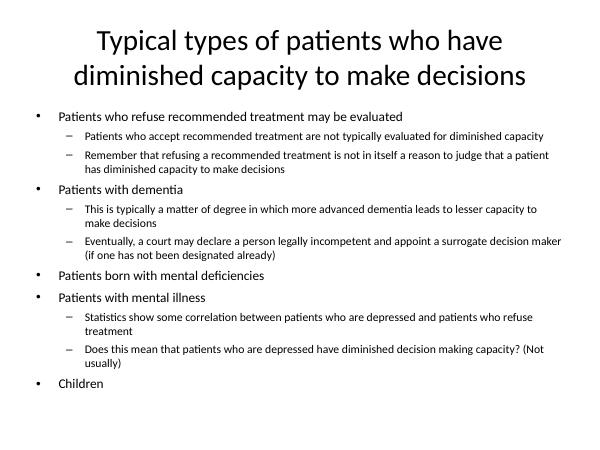 Typical types of patients who have
diminished capacity to make decisions
• Patients who refuse recommended treatment may be evaluated
– Patients who accept recommended treatment are not typically evaluated for diminished capacity
– Remember that refusing a recommended treatment is not in itself a reason to judge that a patient
has diminished capacity to make decisions
• Patients with dementia
– This is typically a matter of degree in which more advanced dementia leads to lesser capacity to
make decisions
– Eventually, a court may declare a person legally incompetent and appoint a surrogate decision maker
(if one has not been designated already)
• Patients born with mental deficiencies
• Patients with mental illness
– Statistics show some correlation between patients who are depressed and patients who refuse
treatment
– Does this mean that patients who are depressed have diminished decision making capacity? (Not
usually)
• Children